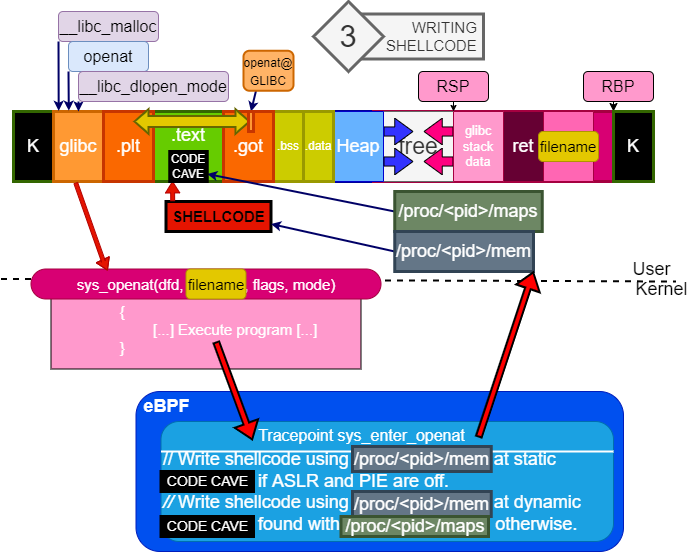 __libc_malloc
openat
__libc_dlopen_mode
openat@
GLIBC
3
WRITING
SHELLCODE
RSP
RBP
K
glibc
.plt
.text
CODE
CAVE
.got
.bss
.data
Heap
free
glibc
stack
data
ret
filename
K
SHELLCODE
/proc/<pid>/maps
/proc/<pid>/mem
User
Kernel
sys_openat(dfd, filename, flags, mode)
{
[...] Execute program [...]
}
eBPF
Tracepoint sys_enter_openat
// Write shellcode using /proc/<pid>/mem at static
CODE CAVE if ASLR and PIE are off.
// Write shellcode using /proc/<pid>/mem at dynamic
CODE CAVE found with /proc/<pid>/maps otherwise.